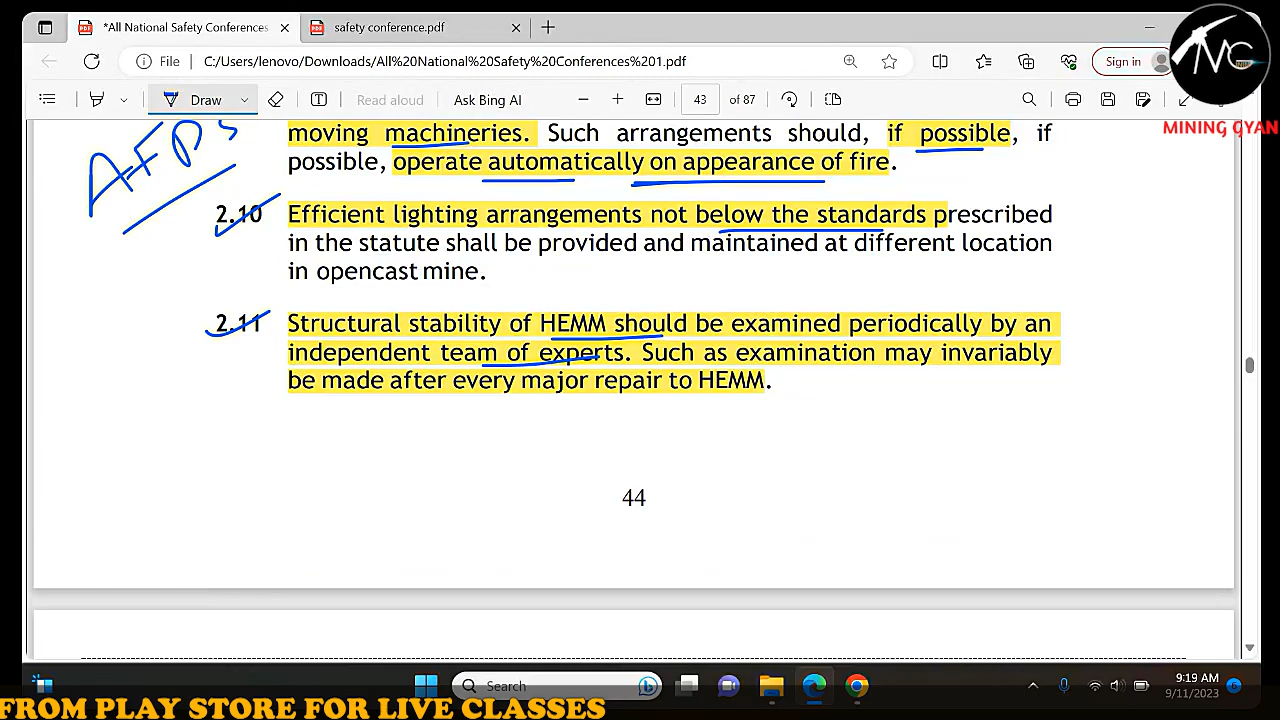 *All National Safety Conferences
safety conference.pdf
File
C:/Users/lenovo/Downloads/All%20National%20Safety%20Conferences%201.pdf
Sign in
Draw
Read aloud
Ask Bing AI
43 of 87
MC
MINING GYAN
AFDS
moving machineries. Such arrangements should, if possible, if
possible, operate automatically on appearance of fire.
2.10 Efficient lighting arrangements not below the standards prescribed
in the statute shall be provided and maintained at different location
in opencast mine.
2.11 Structural stability of HEMM should be examined periodically by an
independent team of experts. Such as examination may invariably
be made after every major repair to HEMM.
44
Search
9:19 AM
9/11/2023
6
FROM PLAY STORE FOR LIVE CLASSES